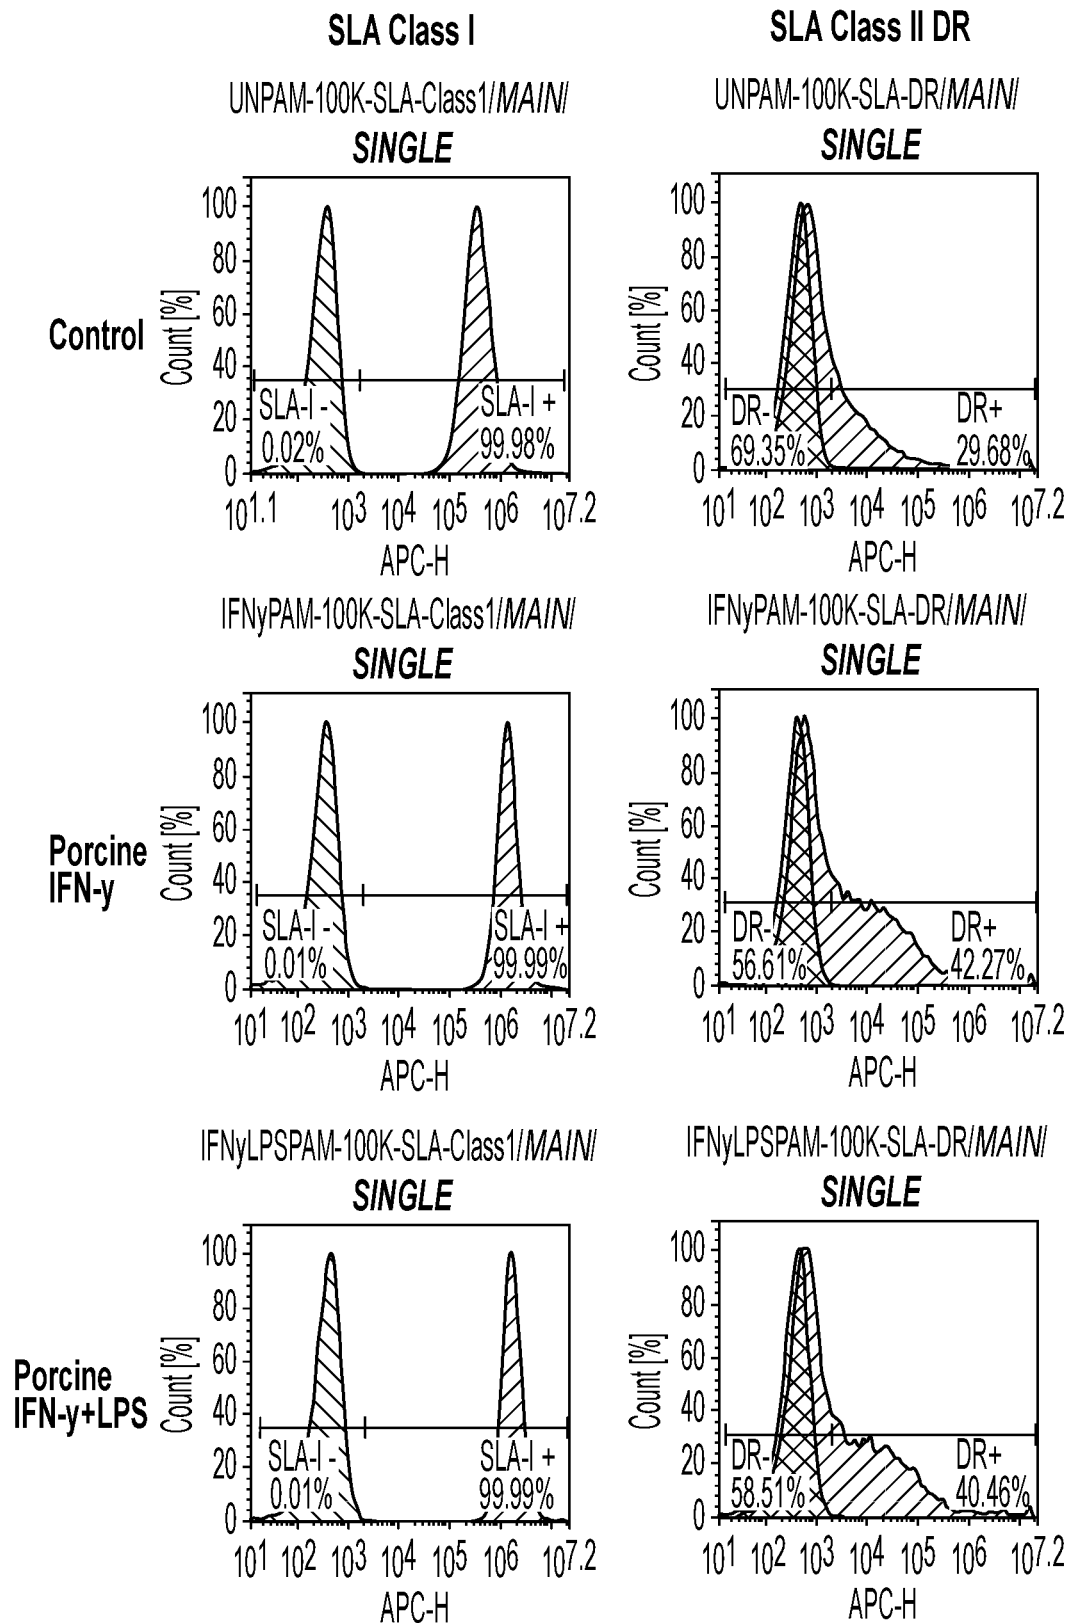 SLA Class I
SLA Class II DR
UNPAM-100K-SLA-Class1/MAIN/
SINGLE
UNPAM-100K-SLA-DR/MAIN/
SINGLE
Control
Count [%]
100
80
60
40
20
0
SLA-I -
0.02%
SLA-I +
99.98%
10^1.1 10^3 10^4 10^5 10^6 10^7.2
APC-H
Count [%]
100
80
60
40
20
0
DR-
69.35%
DR+
29.68%
10^1 10^2 10^3 10^4 10^5 10^6 10^7.2
APC-H
IFNyPAM-100K-SLA-Class1/MAIN/
SINGLE
IFNyPAM-100K-SLA-DR/MAIN/
SINGLE
Porcine
IFN-y
Count [%]
100
80
60
40
20
0
SLA-I -
0.01%
SLA-I +
99.99%
10^1 10^2 10^3 10^4 10^5 10^6 10^7.2
APC-H
Count [%]
100
80
60
40
20
0
DR-
56.61%
DR+
42.27%
10^1 10^2 10^3 10^4 10^5 10^6 10^7.2
APC-H
IFNyLPSPAM-100K-SLA-Class1/MAIN/
SINGLE
IFNyLPSPAM-100K-SLA-DR/MAIN/
SINGLE
Porcine
IFN-y+LPS
Count [%]
100
80
60
40
20
0
SLA-I -
0.01%
SLA-I +
99.99%
10^1 10^2 10^3 10^4 10^5 10^6 10^7.2
APC-H
Count [%]
100
80
60
40
20
0
DR-
58.51%
DR+
40.46%
10^1 10^2 10^3 10^4 10^5 10^6 10^7.2
APC-H